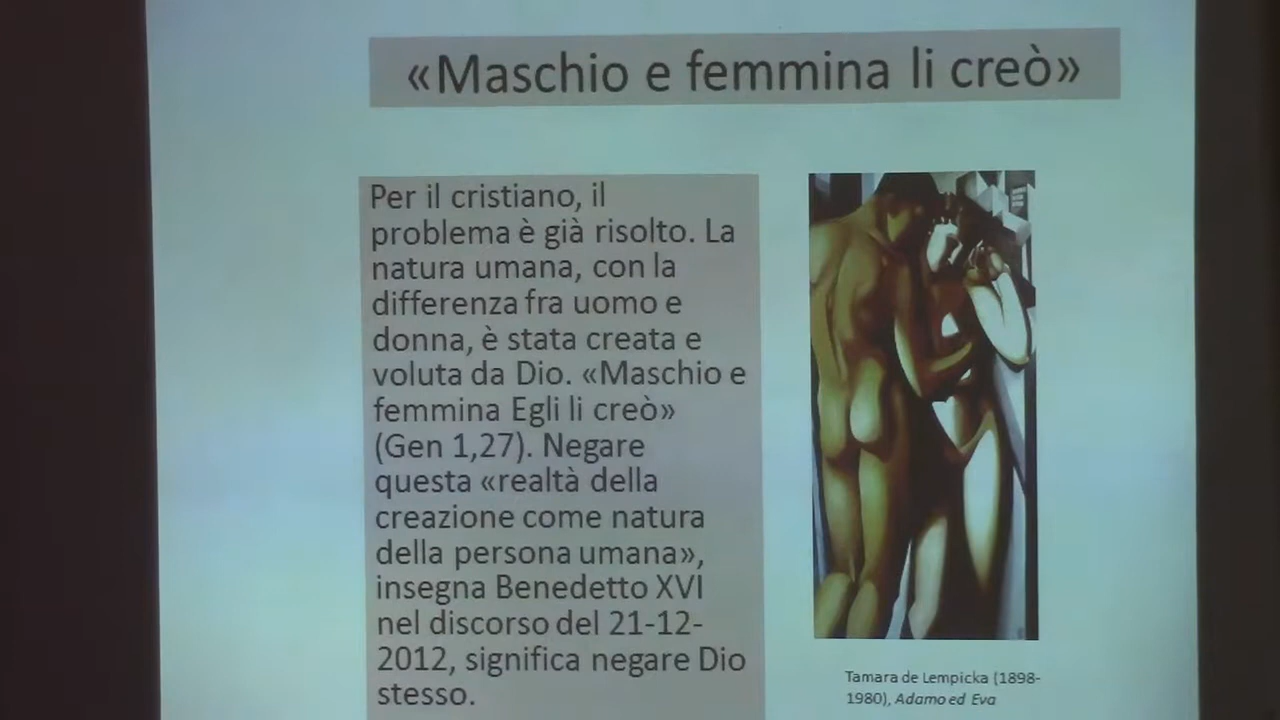 «Maschio e femmina li creò»
Per il cristiano, il
problema è già risolto. La
natura umana, con la
differenza fra uomo e
donna, è stata creata e
voluta da Dio. «Maschio e
femmina Egli li creò»
(Gen 1,27). Negare
questa «realtà della
creazione come natura
della persona umana»,
insegna Benedetto XVI
nel discorso del 21-12-
2012, significa negare Dio
stesso.
Tamara de Lempicka (1898-
1980), Adamo ed Eva